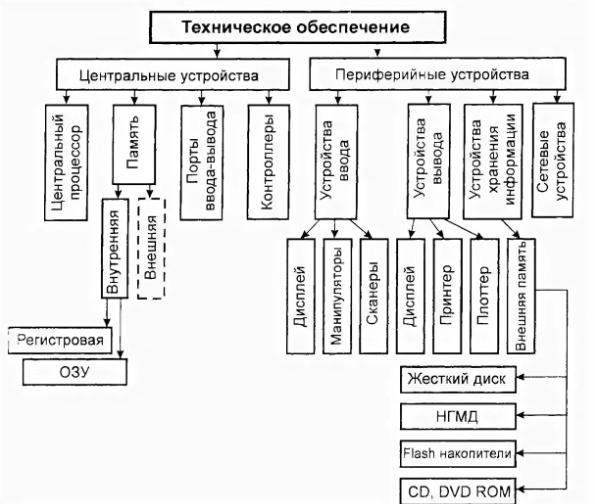 Техническое обеспечение
Центральные устройства
Периферийные устройства
Центральный
процессор
Память
Порты
ввода-вывода
Контроллеры
Устройства
ввода
Устройства
вывода
Устройства
хранения
информации
Сетевые
устройства
Внутренняя
Внешняя
Дисплей
Манипуляторы
Сканеры
Дисплей
Принтер
Плоттер
Внешняя память
Регистровая
ОЗУ
Жесткий диск
НГМД
Flash накопители
CD, DVD ROM